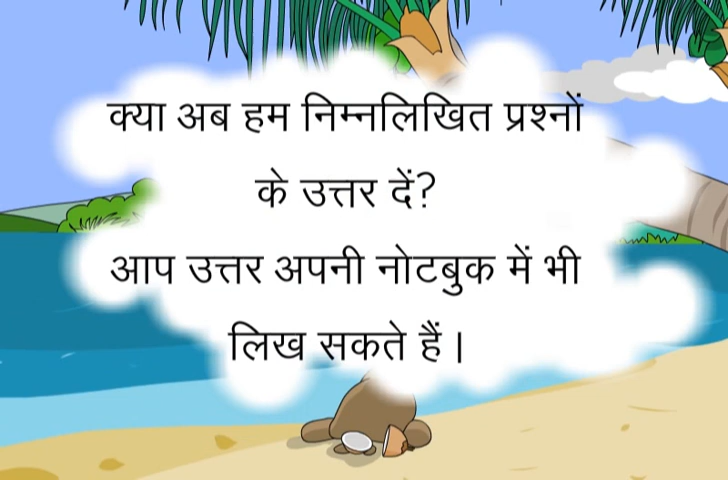 क्या अब हम निम्नलिखित प्रश्नों
के उत्तर दें?
आप उत्तर अपनी नोटबुक में भी
लिख सकते हैं |